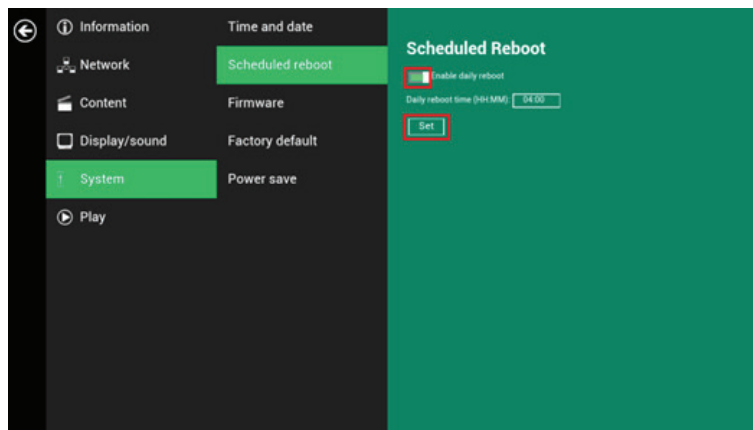 Information
Network
Content
Display/sound
System
Play
Time and date
Scheduled reboot
Firmware
Factory default
Power save
Scheduled Reboot
Enable daily reboot
Daily reboot time (HH:MM) 04:00
Set